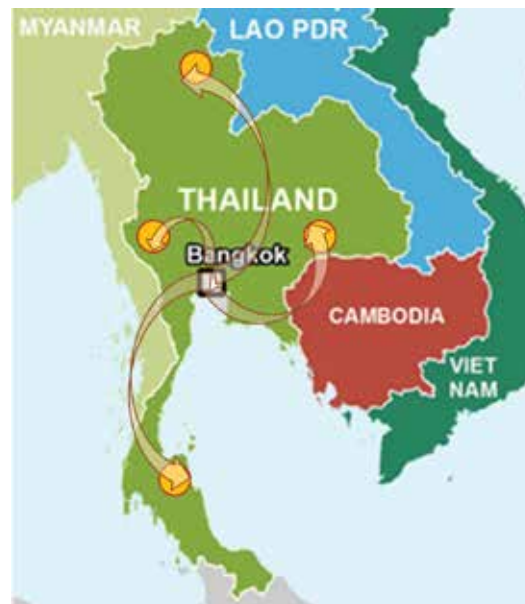 MYANMAR
LAO PDR
THAILAND
Bangkok
CAMBODIA
VIET
NAM